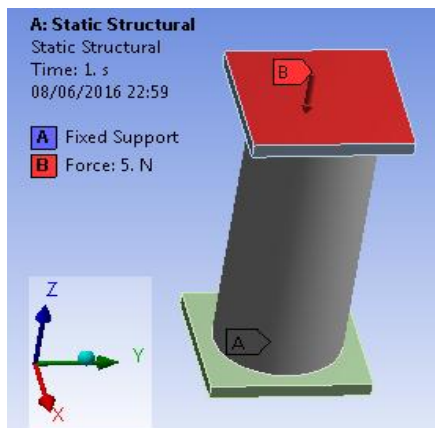 A: Static Structural
Static Structural
Time: 1. s
08/06/2016 22:59
A Fixed Support
B Force: 5. N
B
A
Z
Y
X